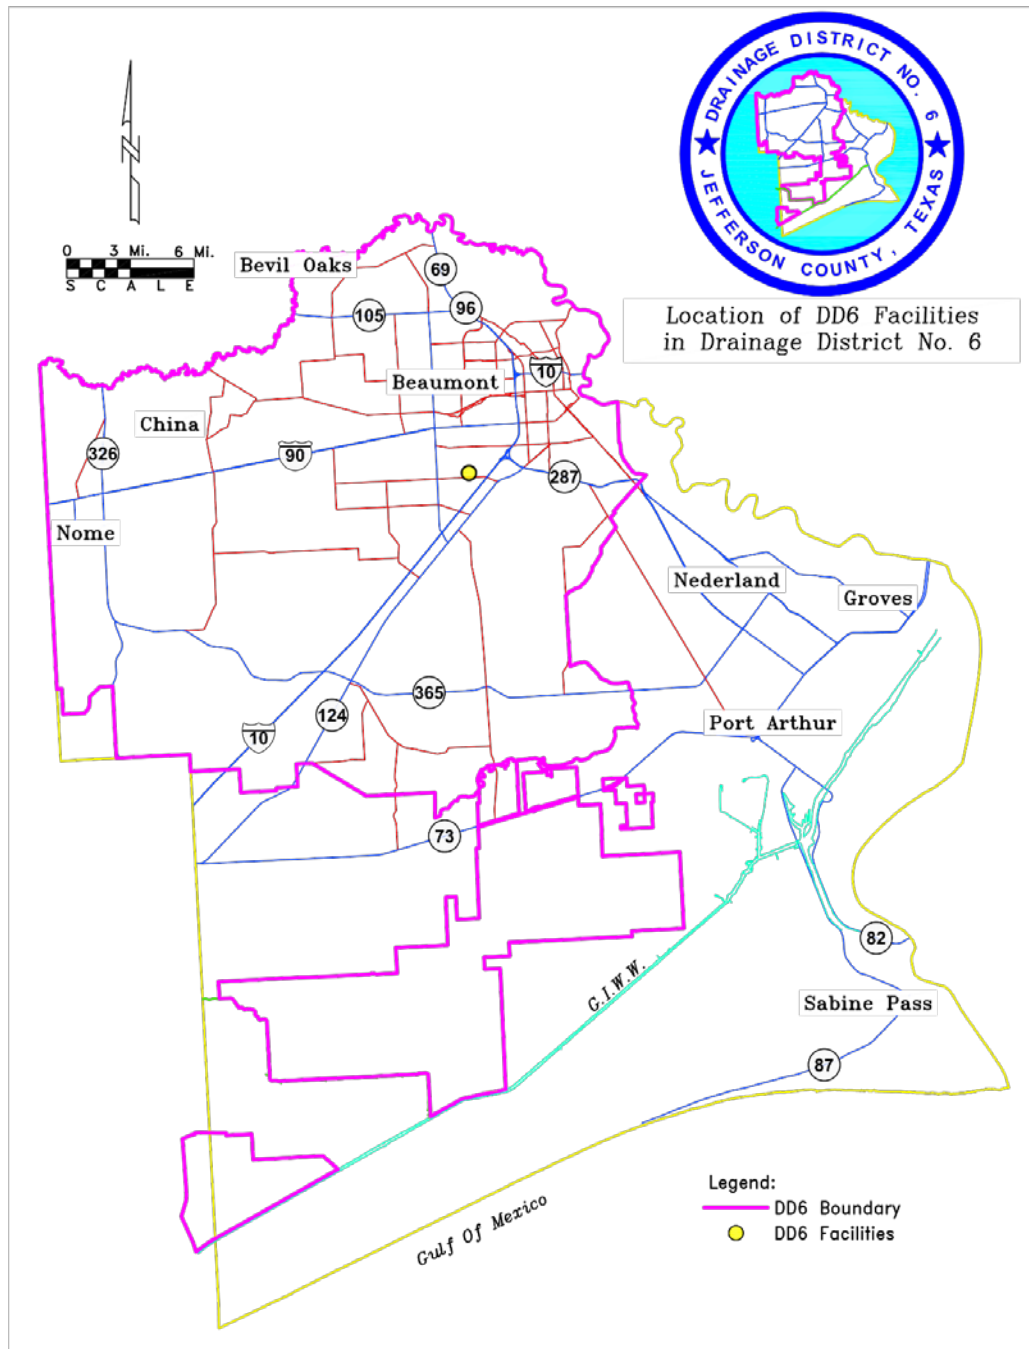 DRAINAGE DISTRICT NO. 6
JEFFERSON COUNTY, TEXAS
N
0 3 Mi. 6 Mi.
S C A L E
Location of DD6 Facilities
in Drainage District No. 6
Bevil Oaks
69
96
105
Beaumont
10
China
326
90
287
Nome
Nederland
Groves
365
124
10
Port Arthur
73
82
G.I.W.W.
Sabine Pass
87
Gulf Of Mexico
Legend:
DD6 Boundary
DD6 Facilities